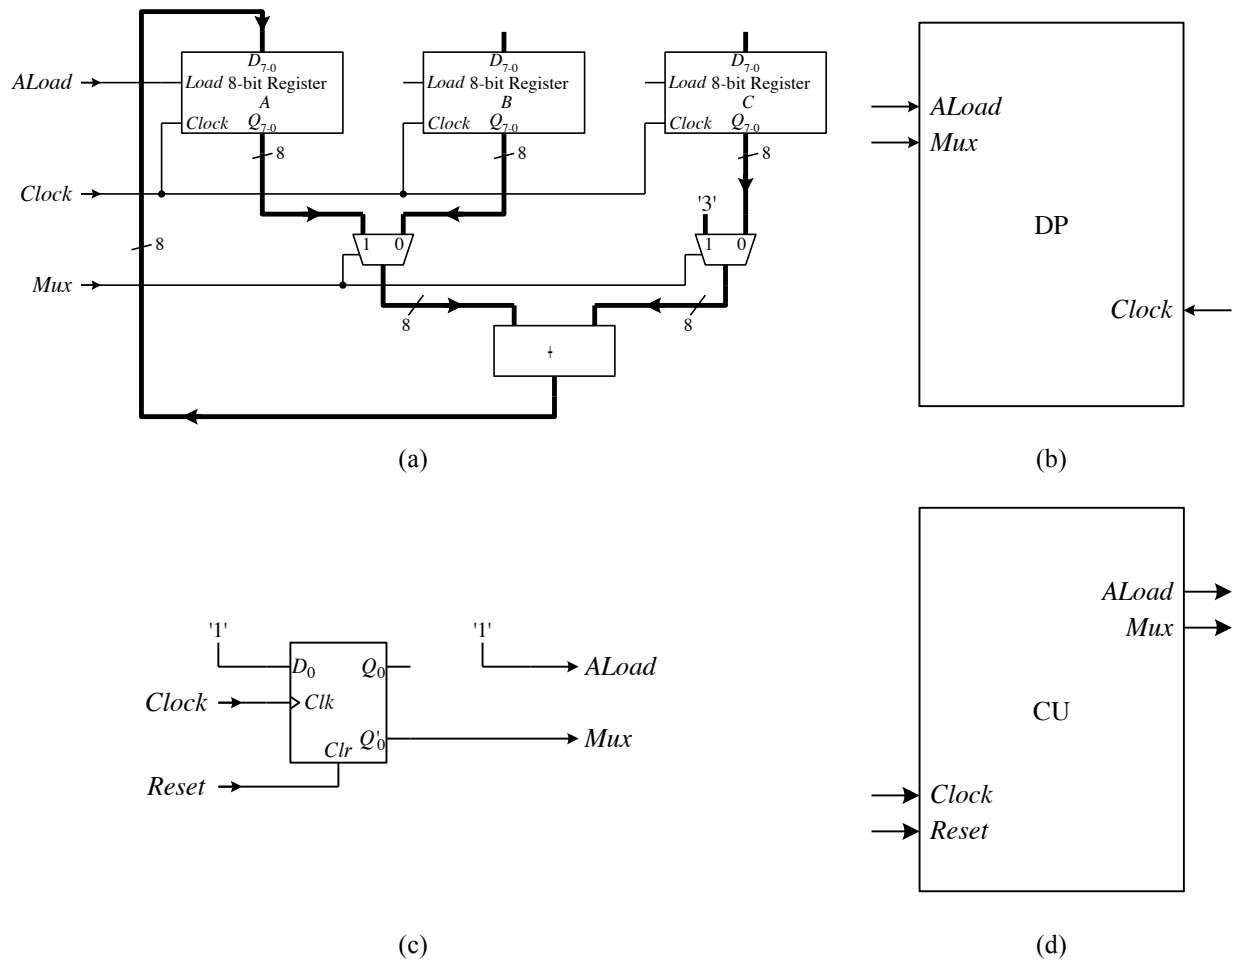 D7-0 D7-0 D7-0
ALoad Load 8-bit Register Load 8-bit Register Load 8-bit Register
A B C
Clock Q7-0 Clock Q7-0 Clock Q7-0
8 8 8
Clock
'3'
8 1 0 1 0
Mux
8 8
+
(a)
ALoad
Mux
DP
Clock
(b)
'1' '1'
D0 Q0 ALoad
Clock Clk
Q'0 Mux
Clr
Reset
(c)
ALoad
Mux
CU
Clock
Reset
(d)